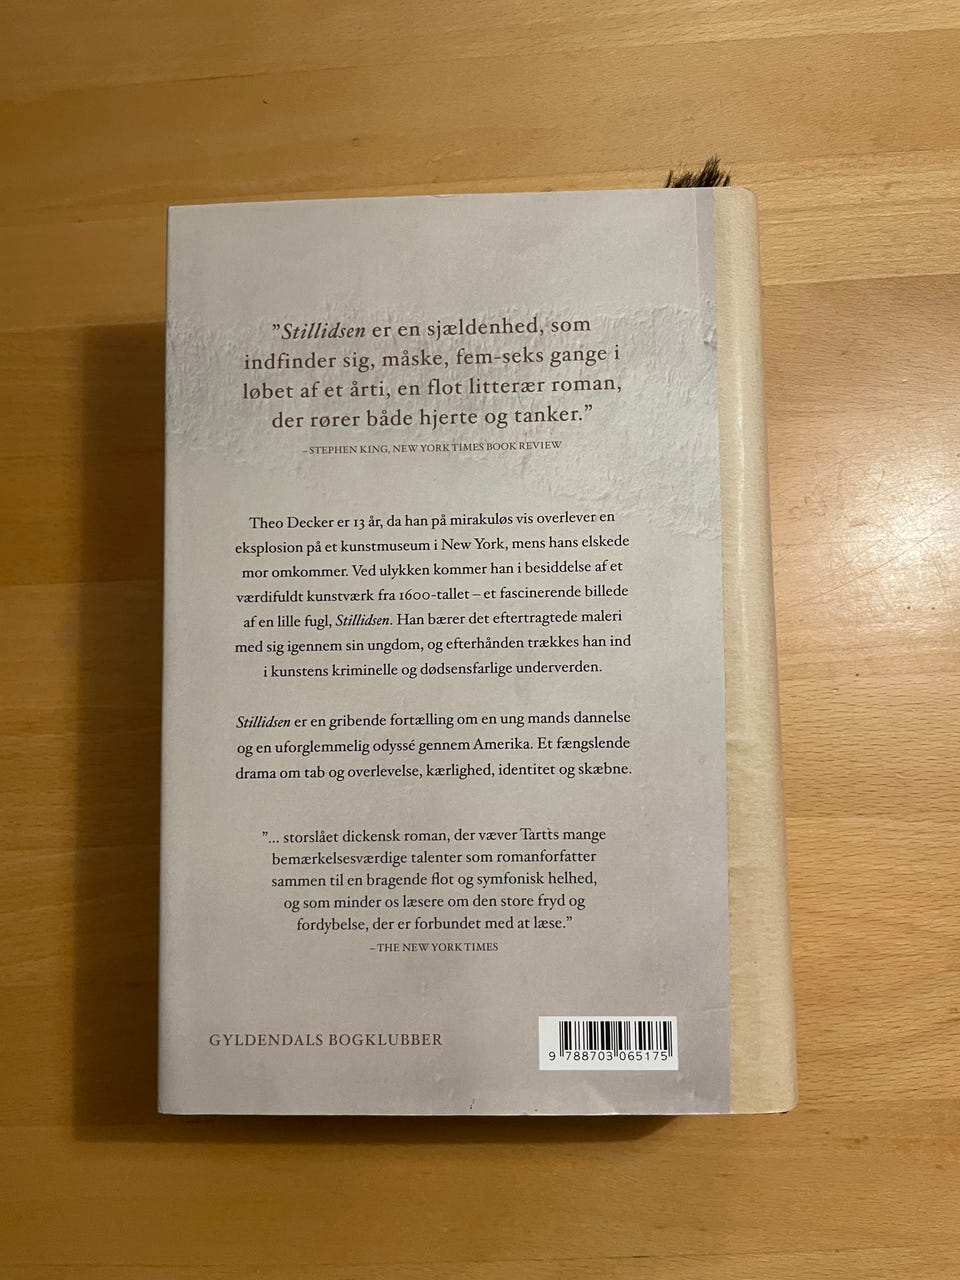 ”Stillidsen er en sjældenhed, som
indfinder sig, måske, fem-seks gange i
løbet af et årti, en flot litterær roman,
der rører både hjerte og tanker.”
– STEPHEN KING, NEW YORK TIMES BOOK REVIEW
Theo Decker er 13 år, da han på mirakuløs vis overlever en
eksplosion på et kunstmuseum i New York, mens hans elskede
mor omkommer. Ved ulykken kommer han i besiddelse af et
værdifuldt kunstværk fra 1600-tallet – et fascinerende billede
af en lille fugl, Stillidsen. Han bærer det eftertragtede maleri
med sig igennem sin ungdom, og efterhånden trækkes han ind
i kunstens kriminelle og dødsensfarlige underverden.
Stillidsen er en gribende fortælling om en ung mands dannelse
og en uforglemmelig odyssé gennem Amerika. Et fængslende
drama om tab og overlevelse, kærlighed, identitet og skæbne.
”... storslået dickensk roman, der væver Tartts mange
bemærkelsesværdige talenter som romanforfatter
sammen til en bragende flot og symfonisk helhed,
og som minder os læsere om den store fryd og
fordybelse, der er forbundet med at læse.”
– THE NEW YORK TIMES
GYLDENDALS BOGKLUBBER
9 788703 065175